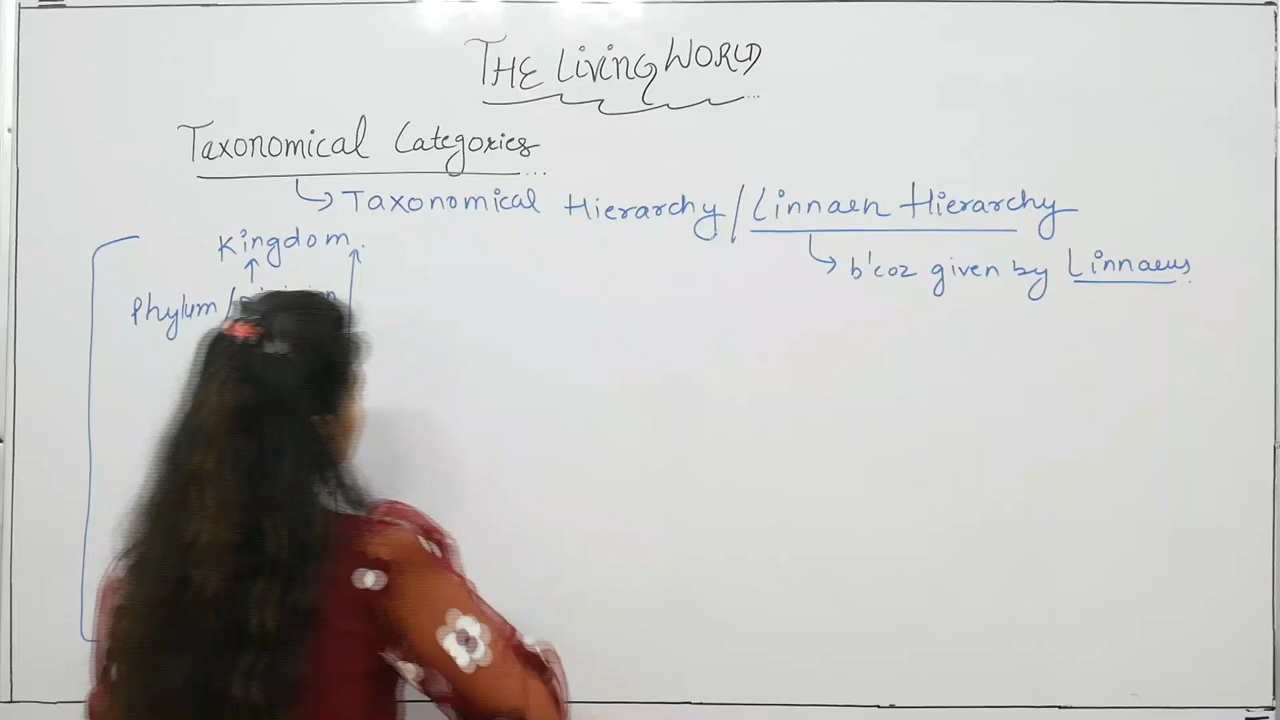 THE LiViNG WORLD
Taxonomical Categories...
Taxonomical Hierarchy / Linnaen Hierarchy
Kingdom.
b'coz given by Linnaeus.
Phylum /